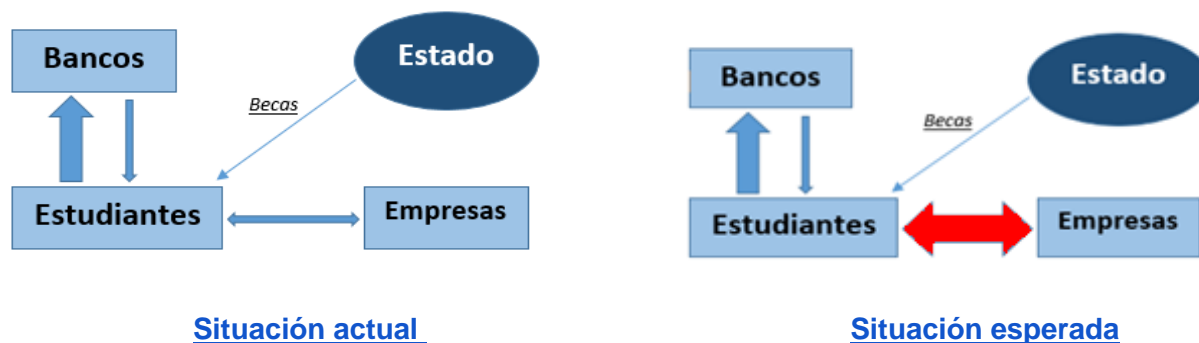 Bancos
Estado
Becas
Estudiantes
Empresas
Situación actual
Bancos
Estado
Becas
Estudiantes
Empresas
Situación esperada